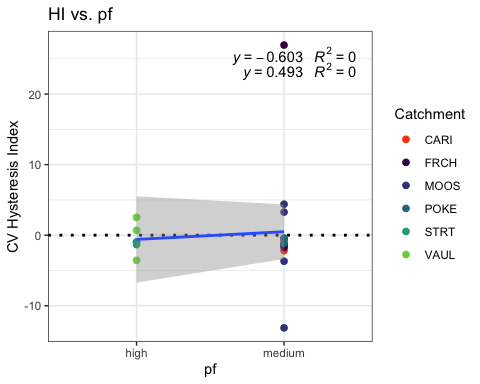 HI vs. pf
y = −0.603 R² = 0
y = 0.493 R² = 0
CV Hysteresis Index
20
10
0
-10
high
medium
pf
Catchment
CARI
FRCH
MOOS
POKE
STRT
VAUL